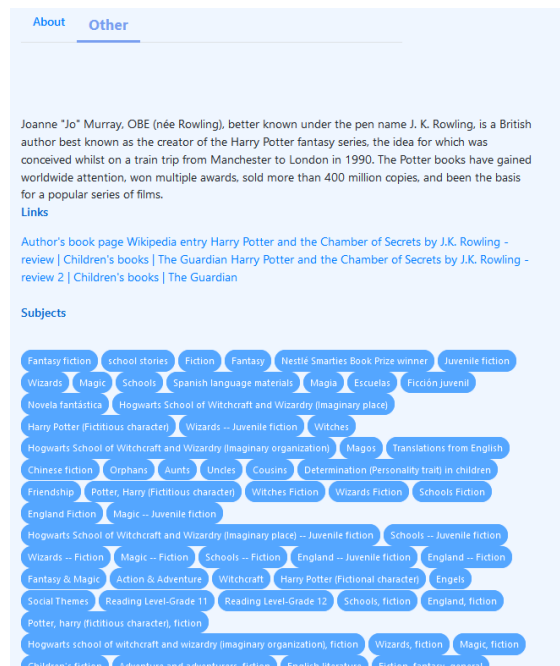 About Other
Joanne "Jo" Murray, OBE (née Rowling), better known under the pen name J. K. Rowling, is a British
author best known as the creator of the Harry Potter fantasy series, the idea for which was
conceived whilst on a train trip from Manchester to London in 1990. The Potter books have gained
worldwide attention, won multiple awards, sold more than 400 million copies, and been the basis
for a popular series of films.
Links
Author's book page Wikipedia entry Harry Potter and the Chamber of Secrets by J.K. Rowling -
review | Children's books | The Guardian Harry Potter and the Chamber of Secrets by J.K. Rowling -
review 2 | Children's books | The Guardian
Subjects
Fantasy fiction school stories Fiction Fantasy Nestlé Smarties Book Prize winner Juvenile fiction
Wizards Magic Schools Spanish language materials Magia Escuelas Ficción juvenil
Novela fantástica Hogwarts School of Witchcraft and Wizardry (Imaginary place)
Harry Potter (Fictitious character) Wizards -- Juvenile fiction Witches
Hogwarts School of Witchcraft and Wizardry (Imaginary organization) Magos Translations from English
Chinese fiction Orphans Aunts Uncles Cousins Determination (Personality trait) in children
Friendship Potter, Harry (Fictitious character) Witches Fiction Wizards Fiction Schools Fiction
England Fiction Magic -- Juvenile fiction
Hogwarts School of Witchcraft and Wizardry (Imaginary place) -- Juvenile fiction Schools -- Juvenile fiction
Wizards -- Fiction Magic -- Fiction Schools -- Fiction England -- Juvenile fiction England -- Fiction
Fantasy & Magic Action & Adventure Witchcraft Harry Potter (Fictional character) Engels
Social Themes Reading Level-Grade 11 Reading Level-Grade 12 Schools, fiction England, fiction
Potter, harry (fictitious character), fiction
Hogwarts school of witchcraft and wizardry (imaginary organization), fiction Wizards, fiction Magic, fiction
Children's fiction Adventure and adventurers, fiction English literature Fiction, fantasy, general